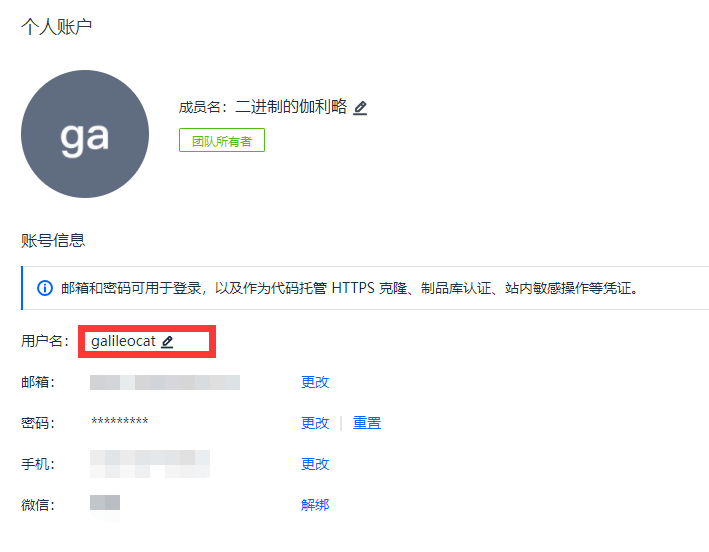 个人账户
ga
成员名：二进制的伽利略
团队所有者
账号信息
邮箱和密码可用于登录，以及作为代码托管 HTTPS 克隆、制品库认证、站内敏感操作等凭证。
用户名： galileocat
邮箱： 更改
密码： ********* 更改 | 重置
手机： 更改
微信： 解绑